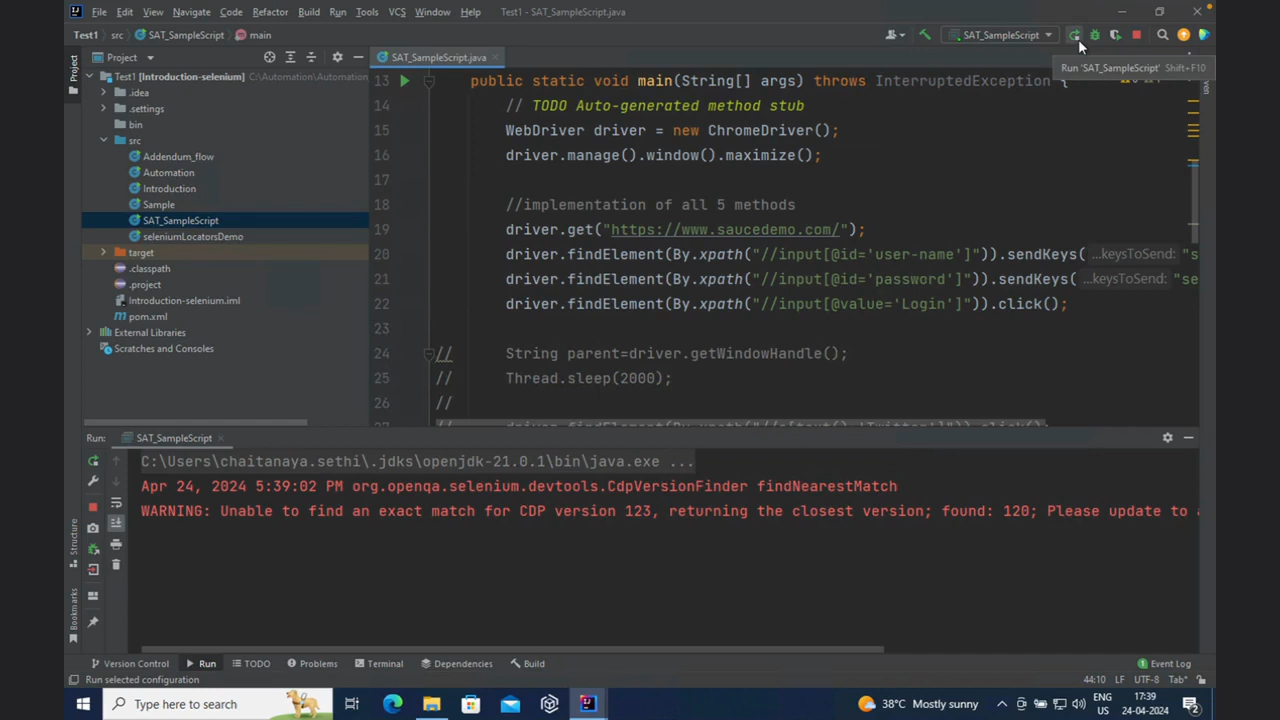 File Edit View Navigate Code Refactor Build Run Tools VCS Window Help Test1 - SAT_SampleScript.java
Test1 src SAT_SampleScript main SAT_SampleScript
Run 'SAT_SampleScript' Shift+F10
Project
Project
SAT_SampleScript.java
Test1 [Introduction-selenium] C:\Automation\Automation
.idea
.settings
bin
src
Addendum_flow
Automation
Introduction
Sample
SAT_SampleScript
seleniumLocatorsDemo
target
.classpath
.project
Introduction-selenium.iml
pom.xml
External Libraries
Scratches and Consoles
13 public static void main(String[] args) throws InterruptedException {
14 // TODO Auto-generated method stub
15 WebDriver driver = new ChromeDriver();
16 driver.manage().window().maximize();
17
18 //implementation of all 5 methods
19 driver.get("https://www.saucedemo.com/");
20 driver.findElement(By.xpath("//input[@id='user-name']")).sendKeys( ...keysToSend: "s
21 driver.findElement(By.xpath("//input[@id='password']")).sendKeys( ...keysToSend: "se
22 driver.findElement(By.xpath("//input[@value='Login']")).click();
23
24 // String parent=driver.getWindowHandle();
25 // Thread.sleep(2000);
26 //
Run: SAT_SampleScript
C:\Users\chaitanaya.sethi\.jdks\openjdk-21.0.1\bin\java.exe ...
Apr 24, 2024 5:39:02 PM org.openqa.selenium.devtools.CdpVersionFinder findNearestMatch
WARNING: Unable to find an exact match for CDP version 123, returning the closest version; found: 120; Please update to
Structure
Bookmarks
Version Control Run TODO Problems Terminal Dependencies Build Event Log
Run selected configuration 44:10 LF UTF-8 Tab*
Type here to search
38°C Mostly sunny
ENG
US
17:39
24-04-2024
2